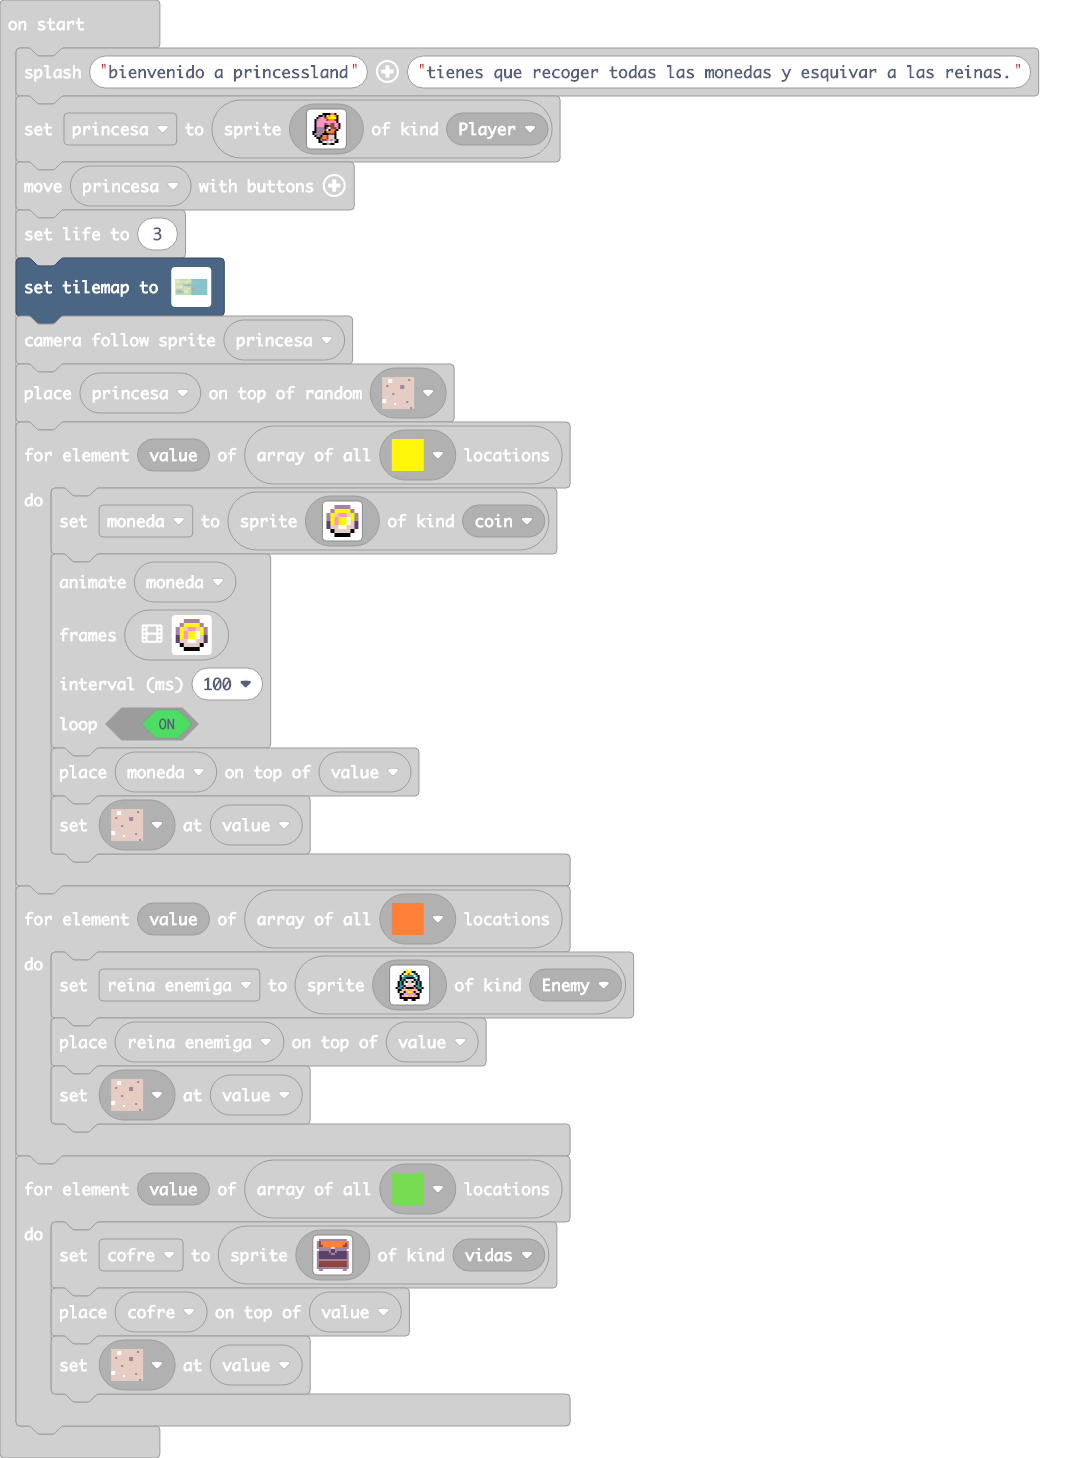 on start
splash "bienvenido a princessland" "tienes que recoger todas las monedas y esquivar a las reinas."
set princesa to sprite of kind Player
move princesa with buttons
set life to 3
set tilemap to
camera follow sprite princesa
place princesa on top of random
for element value of array of all locations
do
set moneda to sprite of kind coin
animate moneda
frames
interval (ms) 100
loop ON
place moneda on top of value
set at value
for element value of array of all locations
do
set reina enemiga to sprite of kind Enemy
place reina enemiga on top of value
set at value
for element value of array of all locations
do
set cofre to sprite of kind vidas
place cofre on top of value
set at value